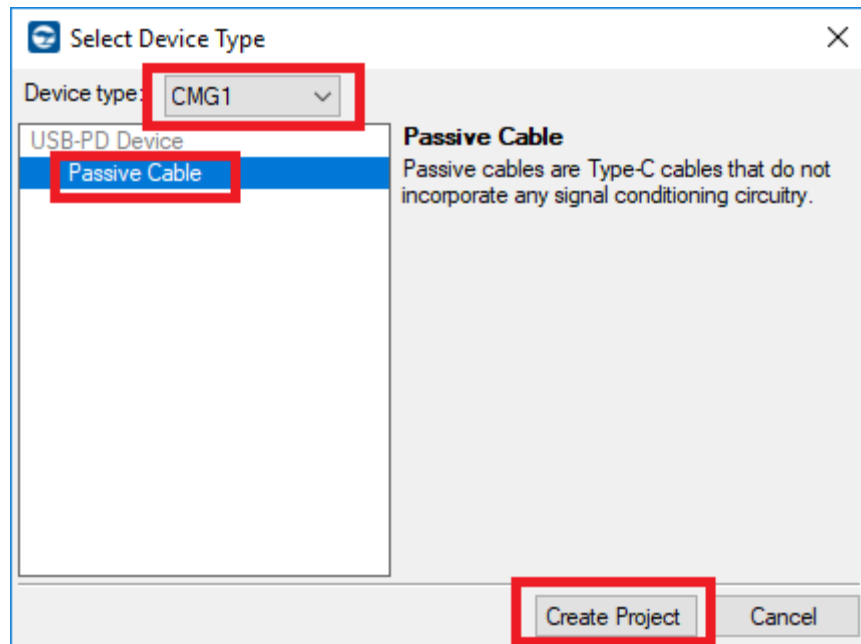 Select Device Type
Device type: CMG1
USB-PD Device
Passive Cable
Passive Cable
Passive cables are Type-C cables that do not
incorporate any signal conditioning circuitry.
Create Project
Cancel